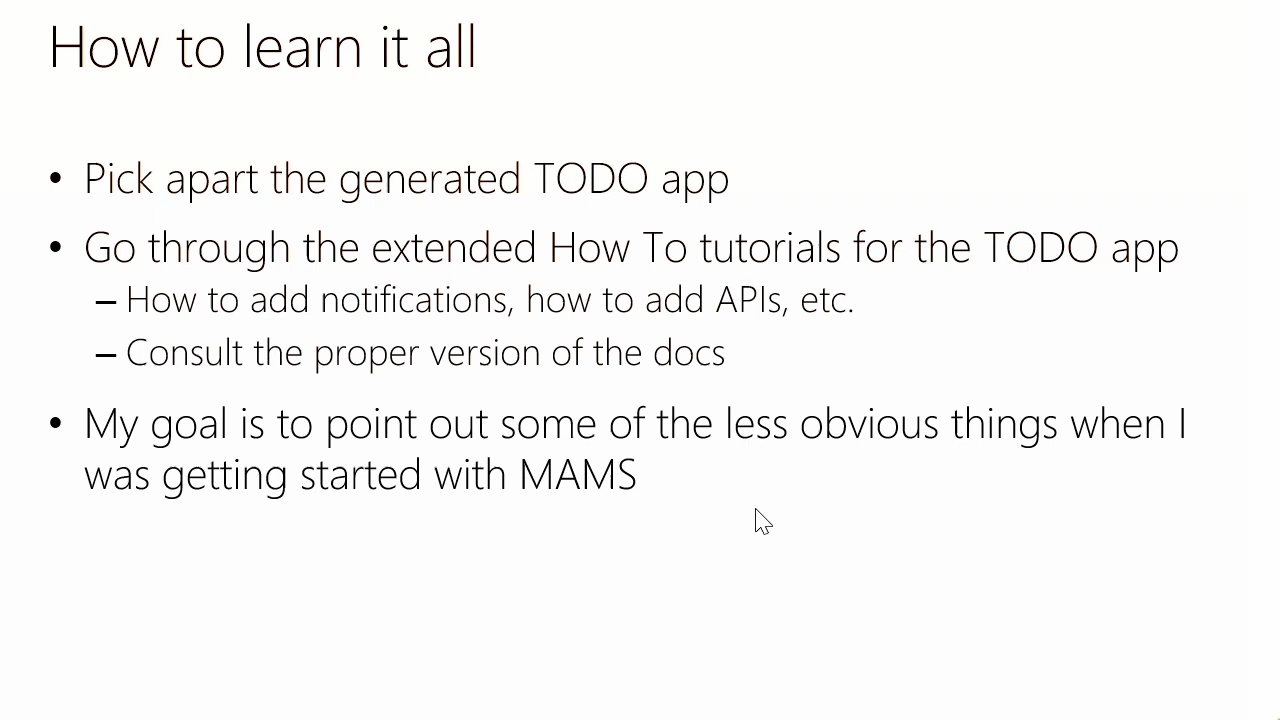 How to learn it all
• Pick apart the generated TODO app
• Go through the extended How To tutorials for the TODO app
– How to add notifications, how to add APIs, etc.
– Consult the proper version of the docs
• My goal is to point out some of the less obvious things when I
was getting started with MAMS